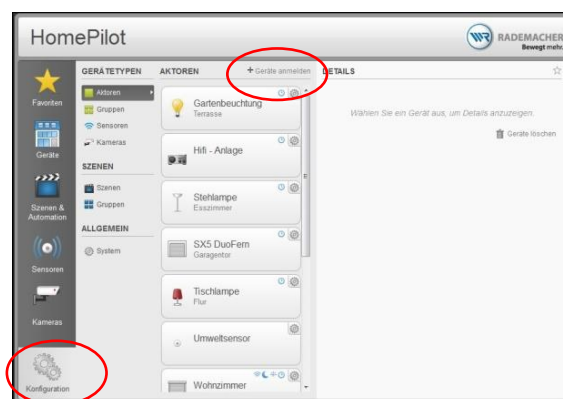 HomePilot
WR RADEMACHER
Bewegt mehr.
Favoriten
Geräte
Szenen &
Automation
Sensoren
Kameras
Konfiguration
GERÄTETYPEN
Aktoren
Gruppen
Sensoren
Kameras
SZENEN
Szenen
Gruppen
ALLGEMEIN
System
AKTOREN
+ Geräte anmelden
Gartenbeuchtung
Terrasse
Hifi - Anlage
Stehlampe
Esszimmer
SX5 DuoFern
Garagentor
Tischlampe
Flur
Umweltsensor
Wohnzimmer
DETAILS
Wählen Sie ein Gerät aus, um Details anzuzeigen.
Geräte löschen